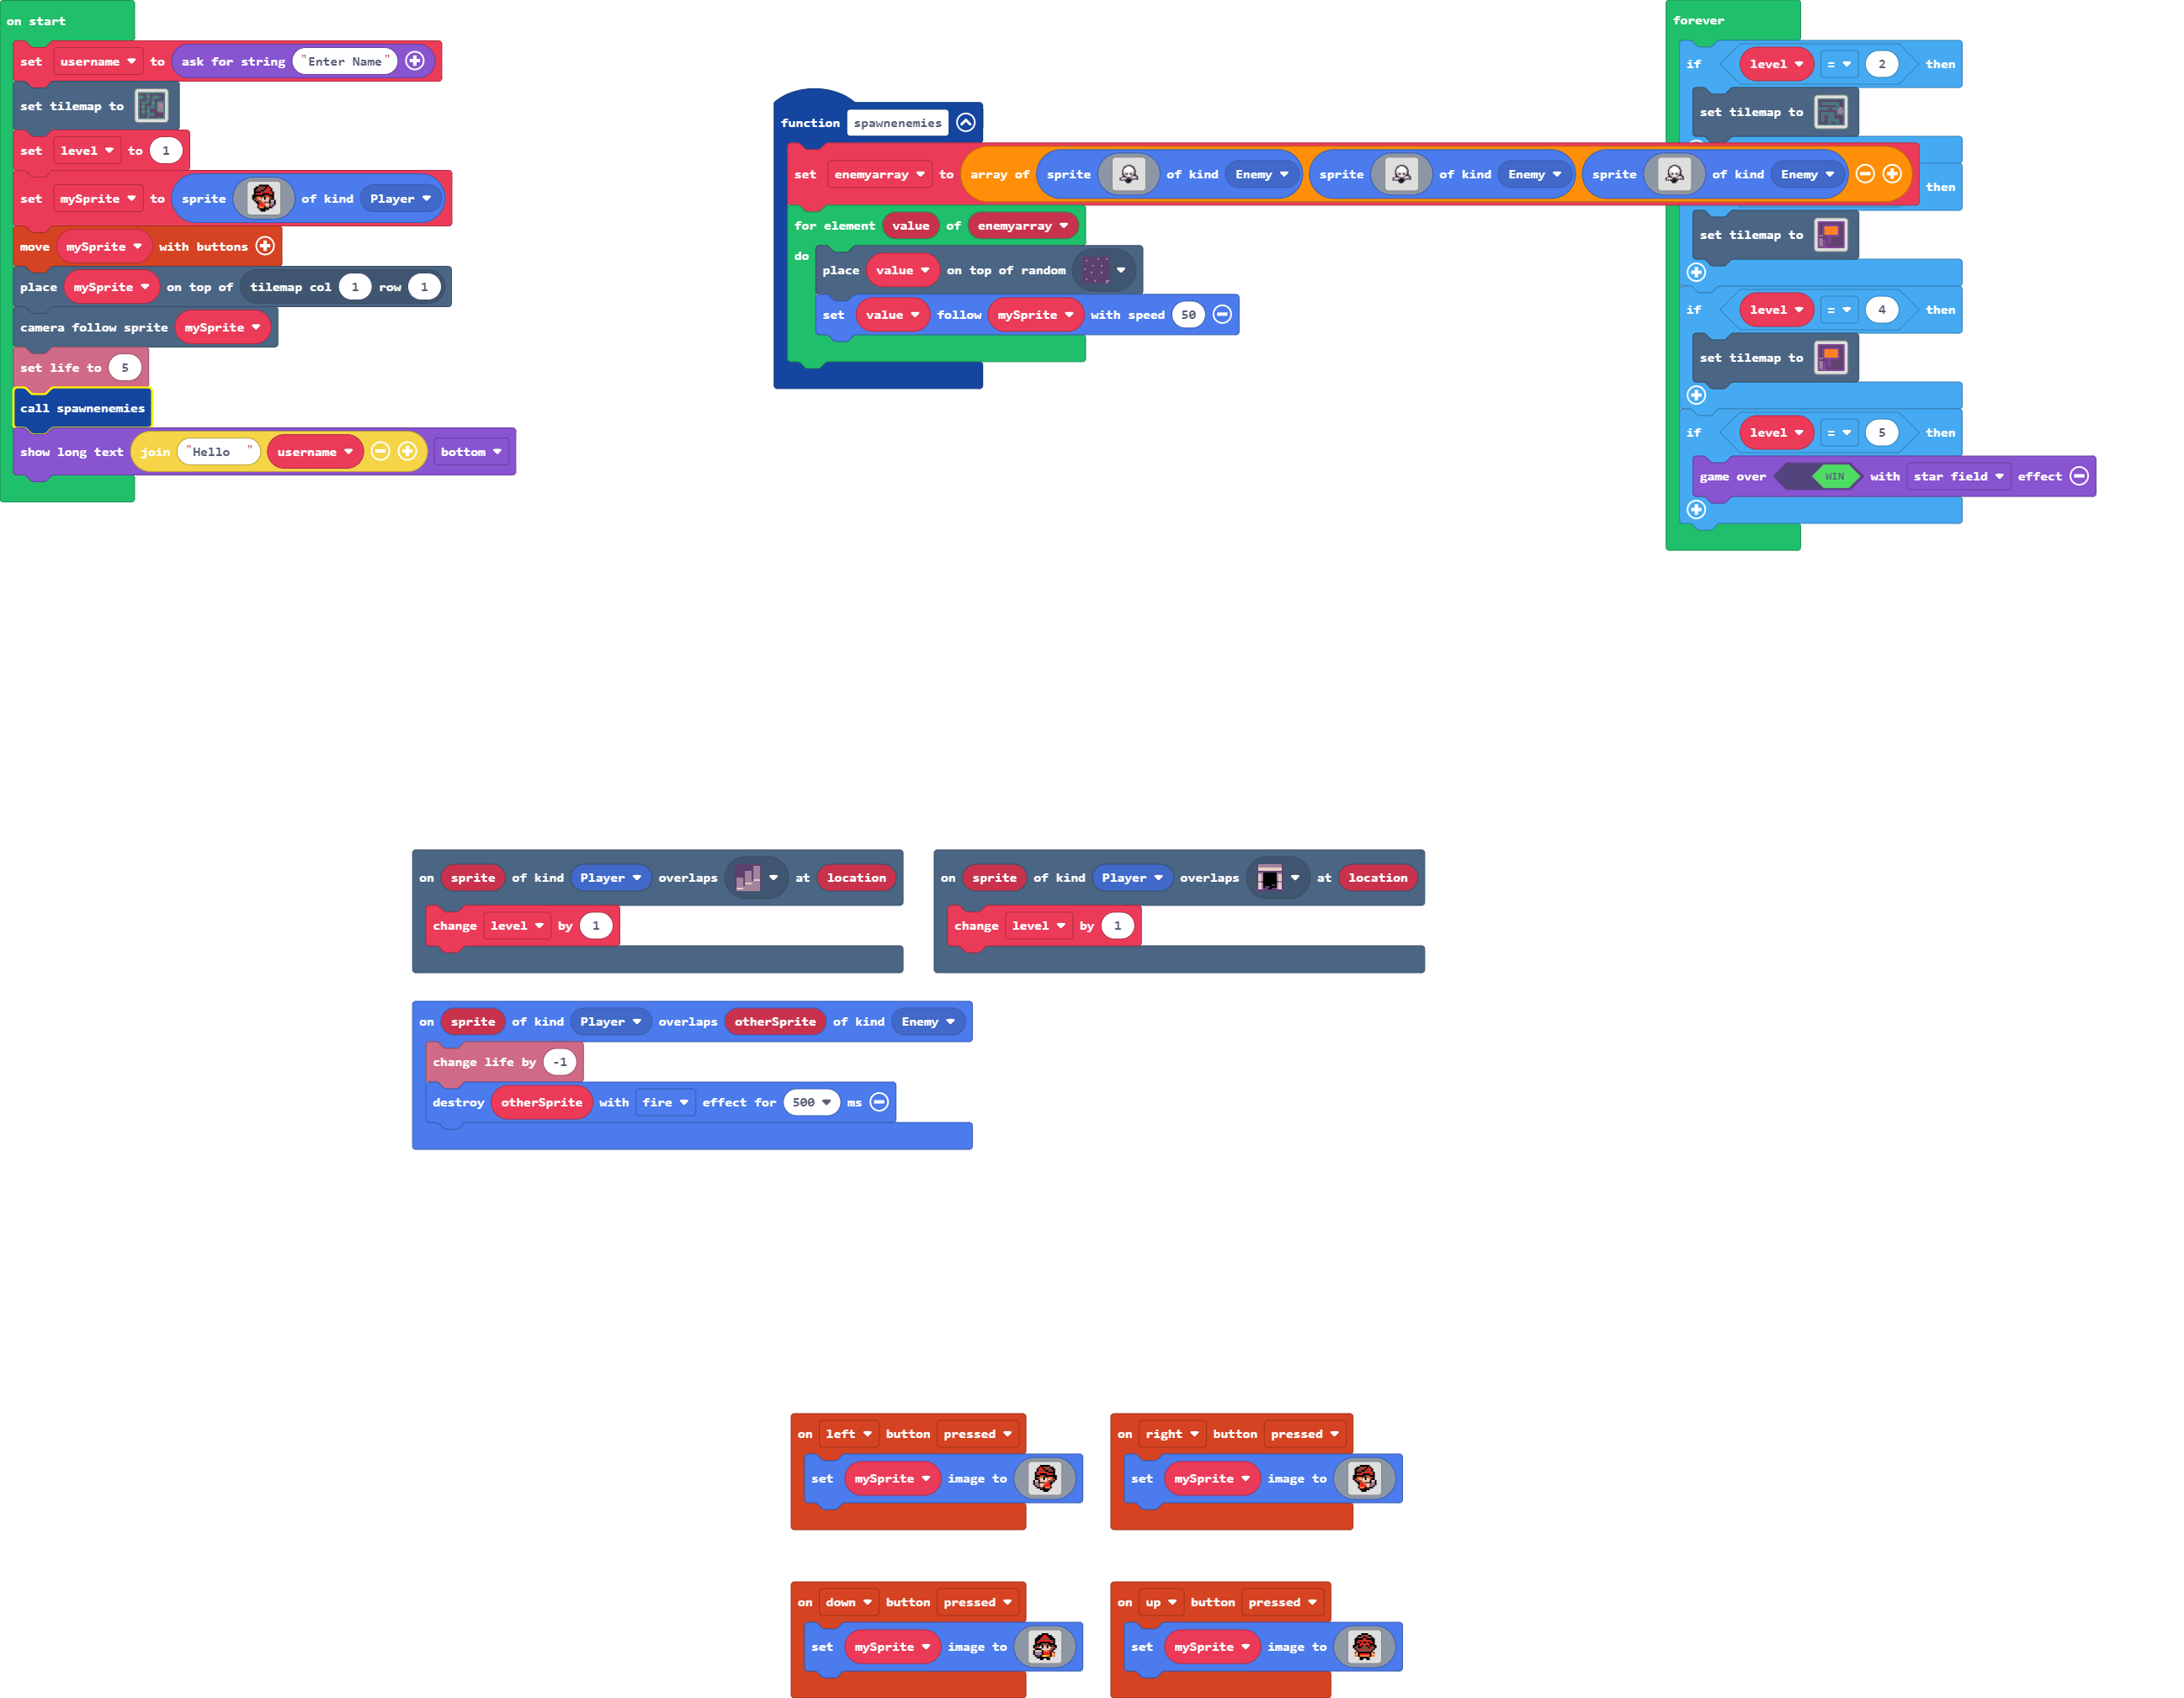 on start
set username to ask for string "Enter Name"
set tilemap to
set level to 1
set mySprite to sprite of kind Player
move mySprite with buttons
place mySprite on top of tilemap col 1 row 1
camera follow sprite mySprite
set life to 5
call spawnenemies
show long text join "Hello " username bottom
function spawnenemies
set enemyarray to array of sprite of kind Enemy sprite of kind Enemy sprite of kind Enemy
for element value of enemyarray
do
place value on top of random
set value follow mySprite with speed 50
forever
if level = 2 then
set tilemap to
then
set tilemap to
if level = 4 then
set tilemap to
if level = 5 then
game over WIN with star field effect
on sprite of kind Player overlaps at location
change level by 1
on sprite of kind Player overlaps at location
change level by 1
on sprite of kind Player overlaps otherSprite of kind Enemy
change life by -1
destroy otherSprite with fire effect for 500 ms
on left button pressed
set mySprite image to
on right button pressed
set mySprite image to
on down button pressed
set mySprite image to
on up button pressed
set mySprite image to